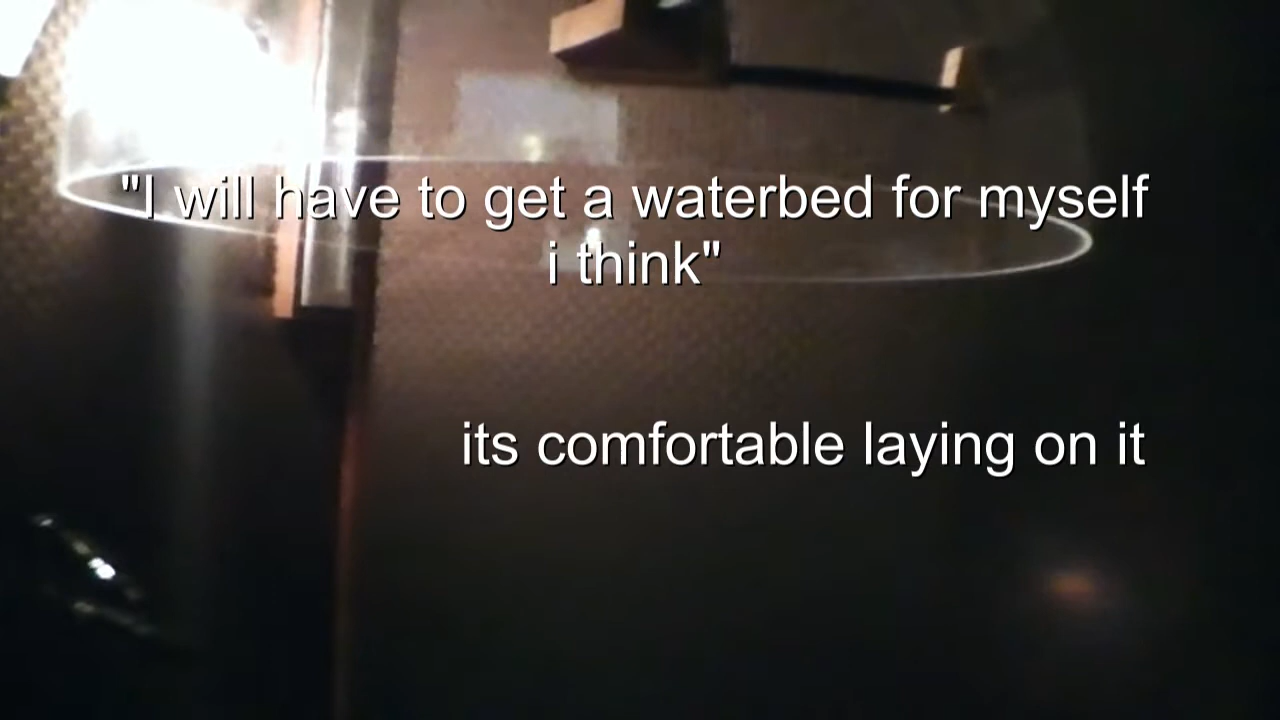 "I will have to get a waterbed for myself
i think"
its comfortable laying on it